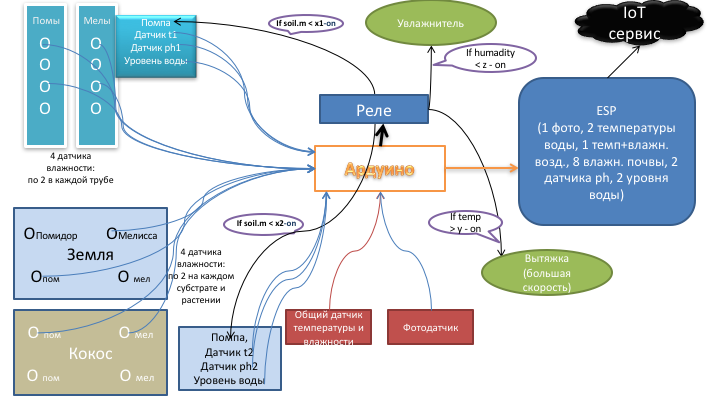 Помы
О
О
О
О
Мелы
О
О
О
О
Помпа
Датчик t1
Датчик ph1
Уровень воды
4 датчика
влажности:
по 2 в каждой трубе
If soil.m < x1-on
Увлажнитель
If humadity
< z - on
IoT
сервис
Реле
Ардуино
ESP
(1 фото, 2 температуры
воды, 1 темп+влажн.
возд., 8 влажн. почвы, 2
датчика ph, 2 уровня
воды)
If soil.m < x2-on
If temp
> y - on
Вытяжка
(большая
скорость)
ОПомидор
ОМелисса
Земля
Опом
О мел
4 датчика
влажности:
по 2 на каждом
субстрате и
растении
О пом
О мел
Кокос
О пом
О мел
Помпа,
Датчик t2
Датчик ph2
Уровень воды
Общий датчик
температуры и
влажности
Фотодатчик